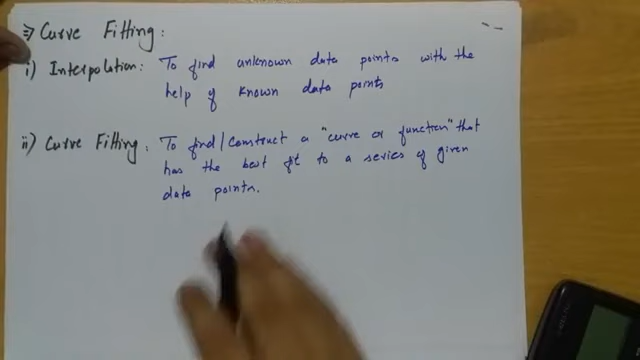 ⇒ Curve Fitting:
i) Interpolation: To find unknown data points with the
help of known data points
ii) Curve Fitting: To find/construct a "curve or function" that
has the best fit to a series of given
data points.